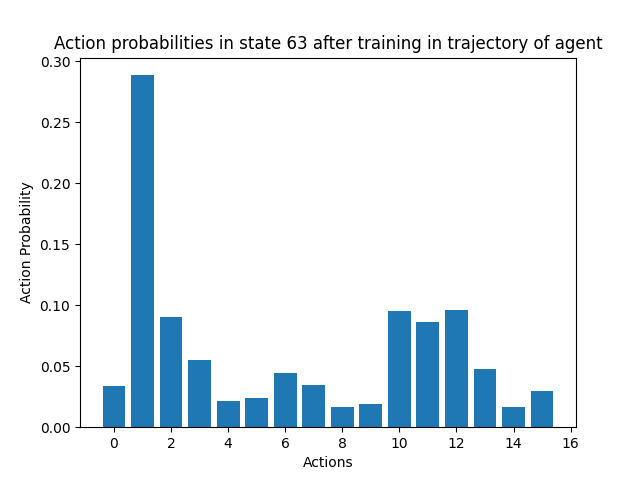 Action probabilities in state 63 after training in trajectory of agent
0.30
0.25
0.20
0.15
0.10
0.05
0.00
Action Probability
0 2 4 6 8 10 12 14 16
Actions